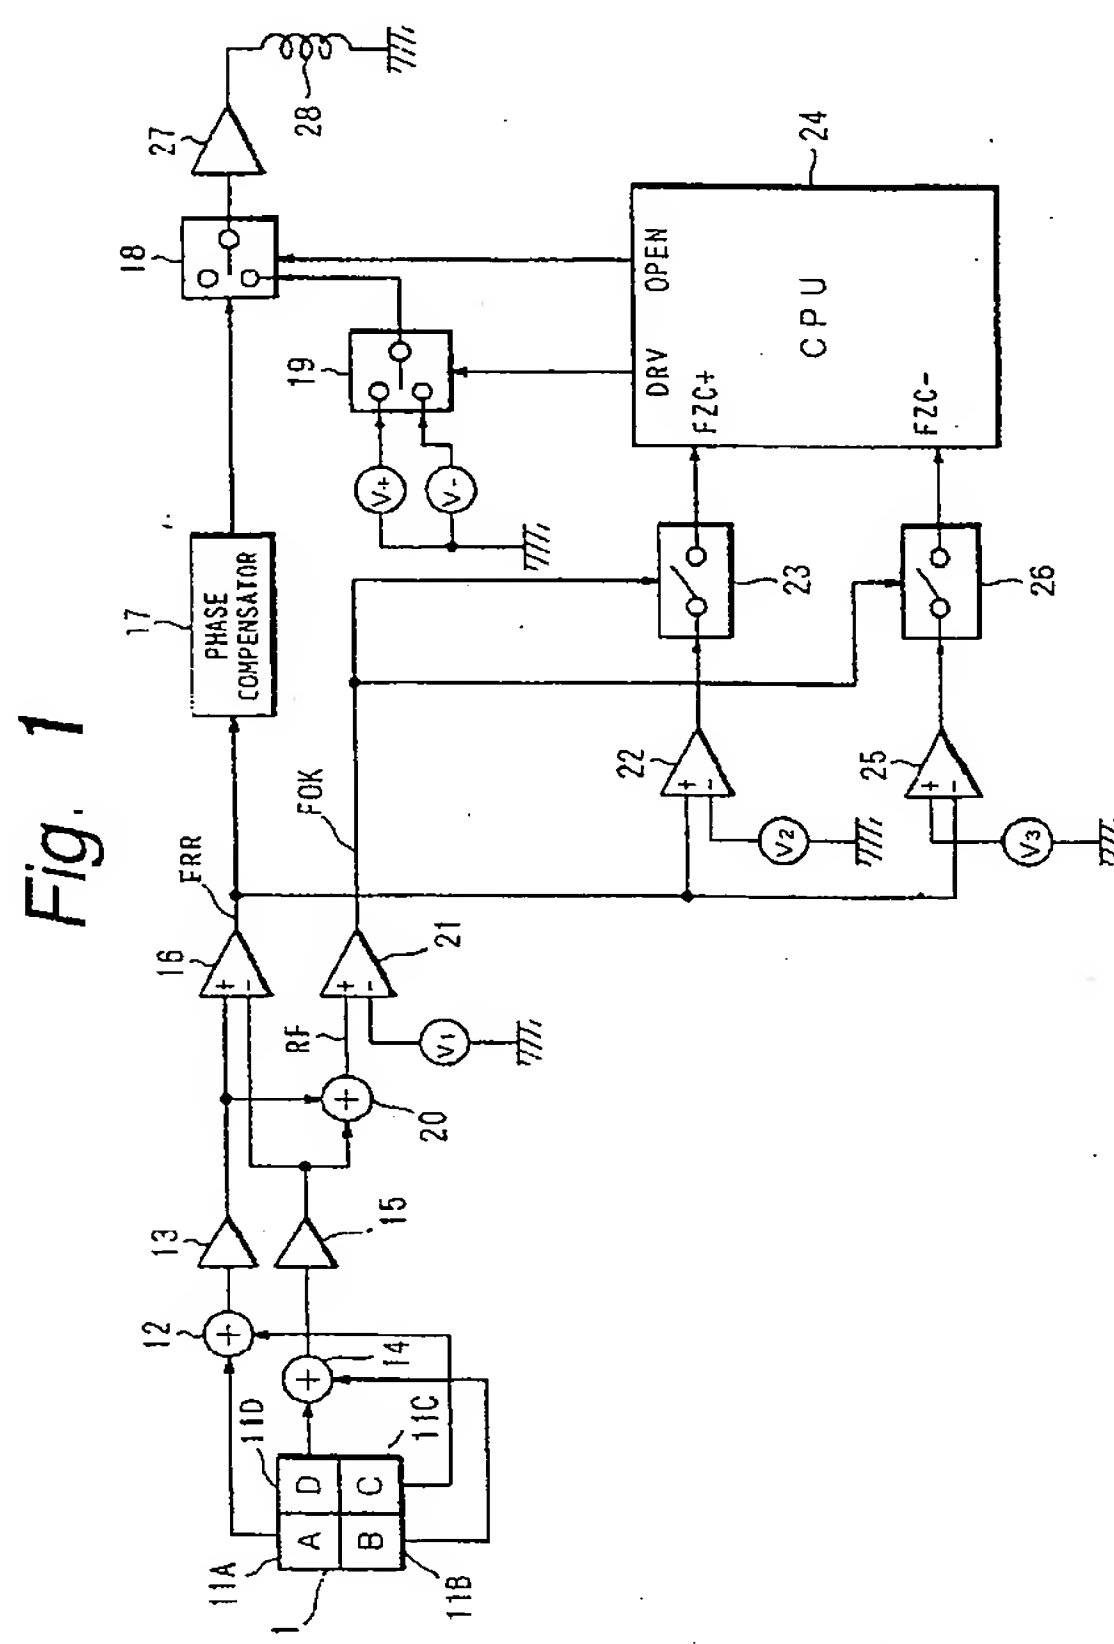 Fig. 1
27
28
18
19
V+
V-
17
PHASE
COMPENSATOR
24
OPEN
DRV
CPU
FZC+
FZC-
23
26
22
+
-
V2
25
+
-
V3
FRR
FOK
16
+
-
21
+
-
V1
RF
20
+
13
15
12
+
14
+
11D
11C
11A
11B
D
C
A
B
1